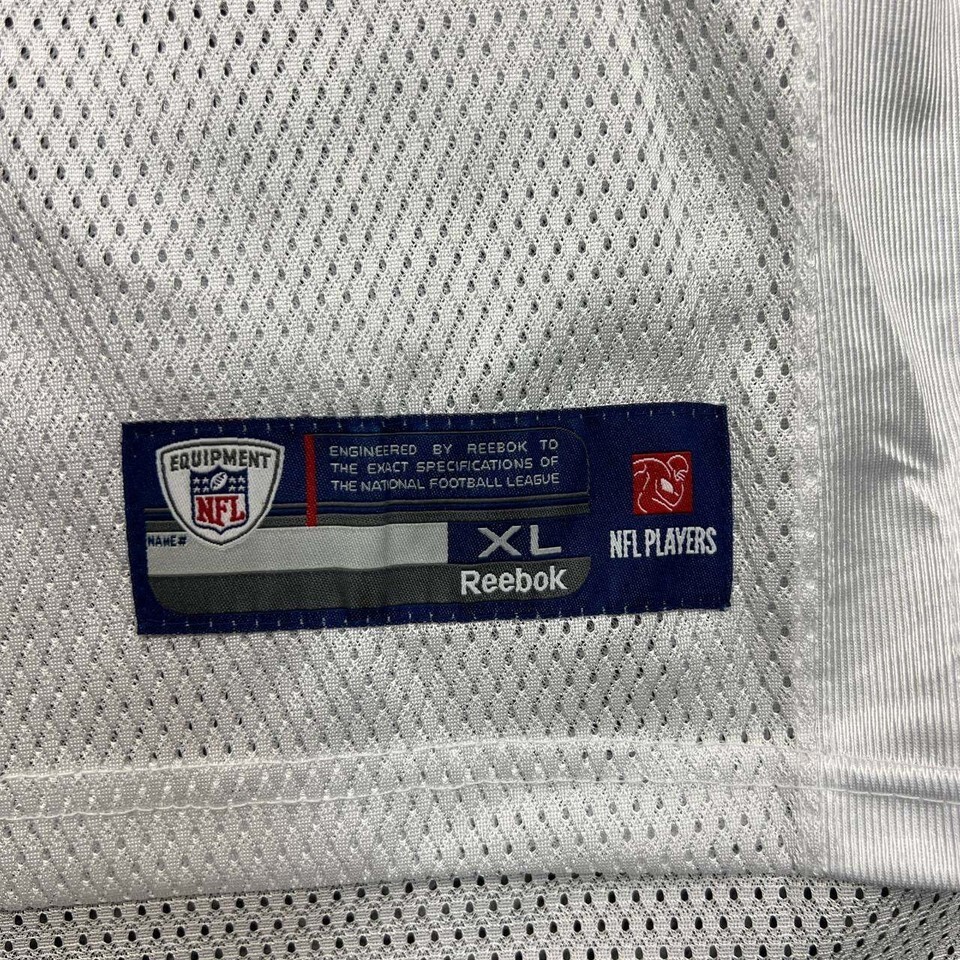 EQUIPMENT
NFL
ENGINEERED BY REEBOK TO
THE EXACT SPECIFICATIONS OF
THE NATIONAL FOOTBALL LEAGUE
NAME#
XL
Reebok
NFL PLAYERS